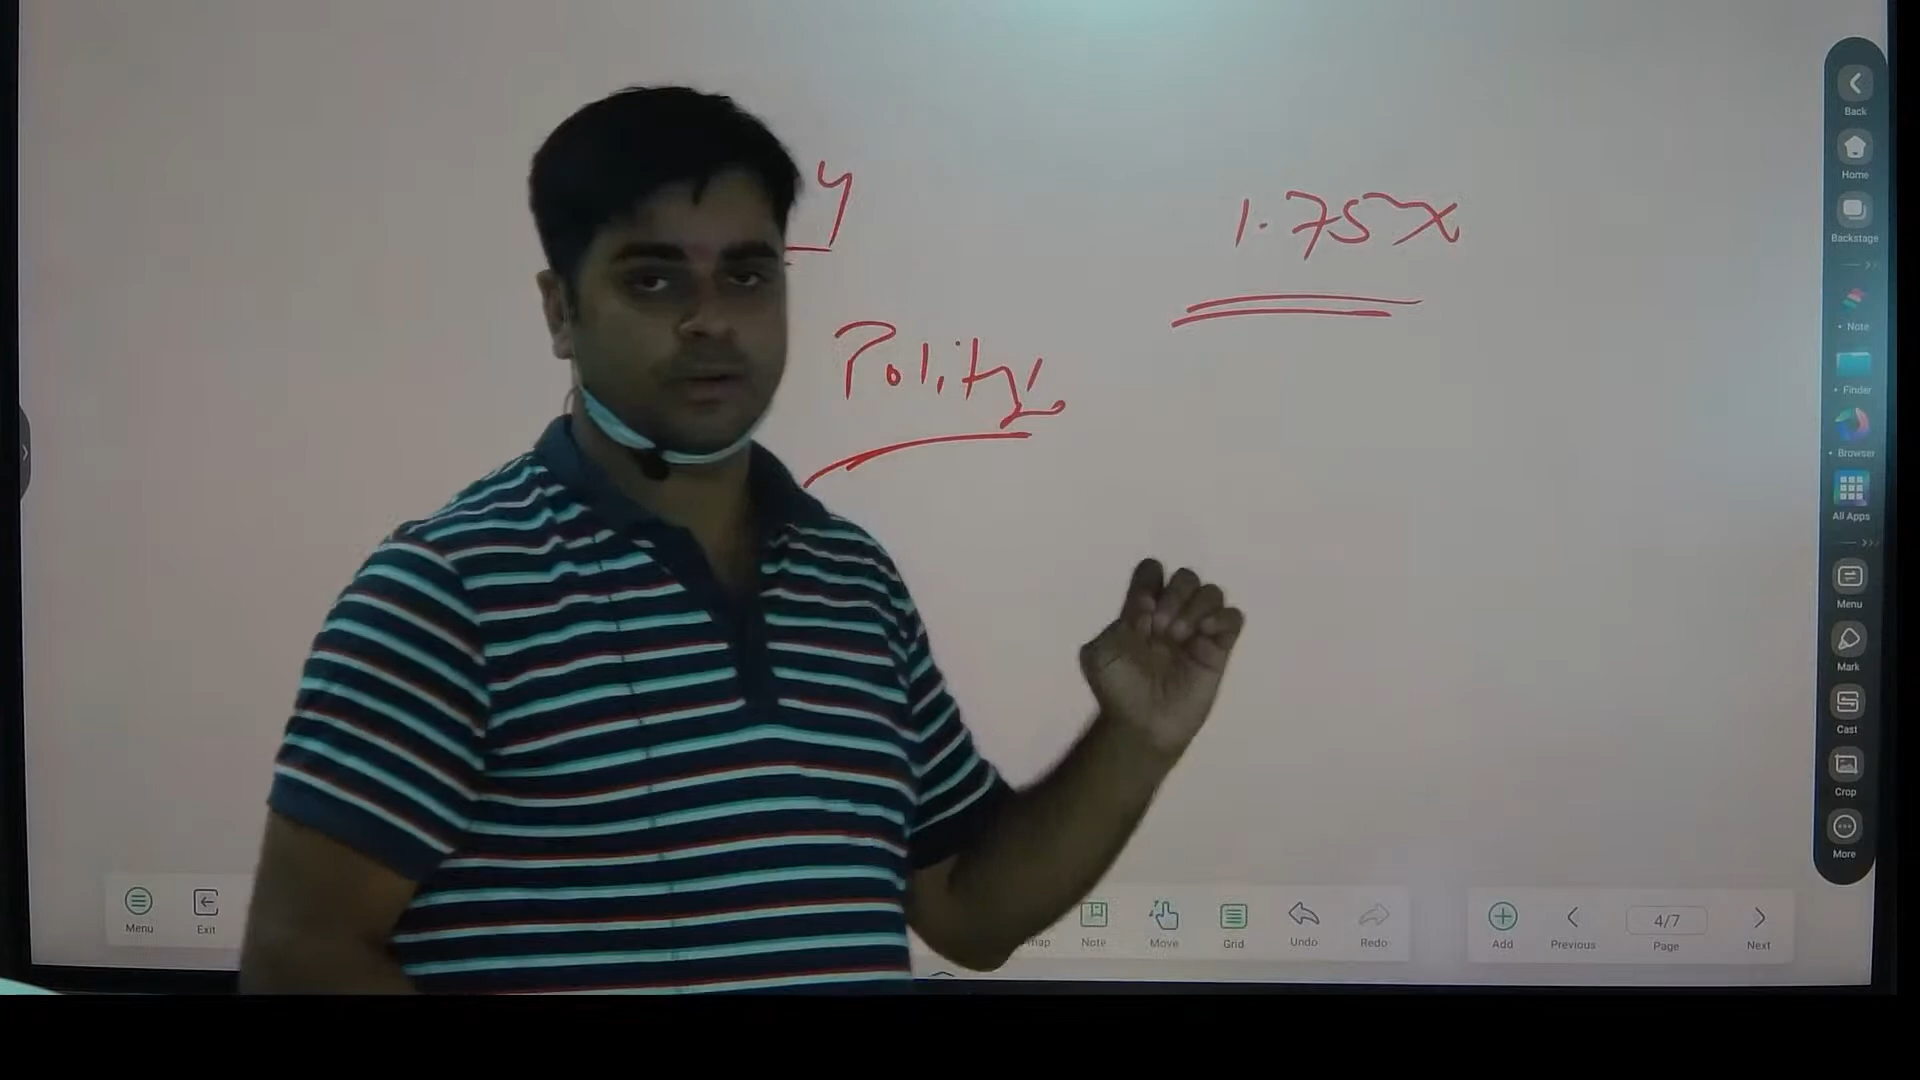 y
1.75x
Polity
Back
Home
Backstage
Note
Finder
Browser
All Apps
Menu
Mark
Cast
Crop
More
Menu Exit Note Move Grid Undo Redo Add Previous 4/7 Page Next